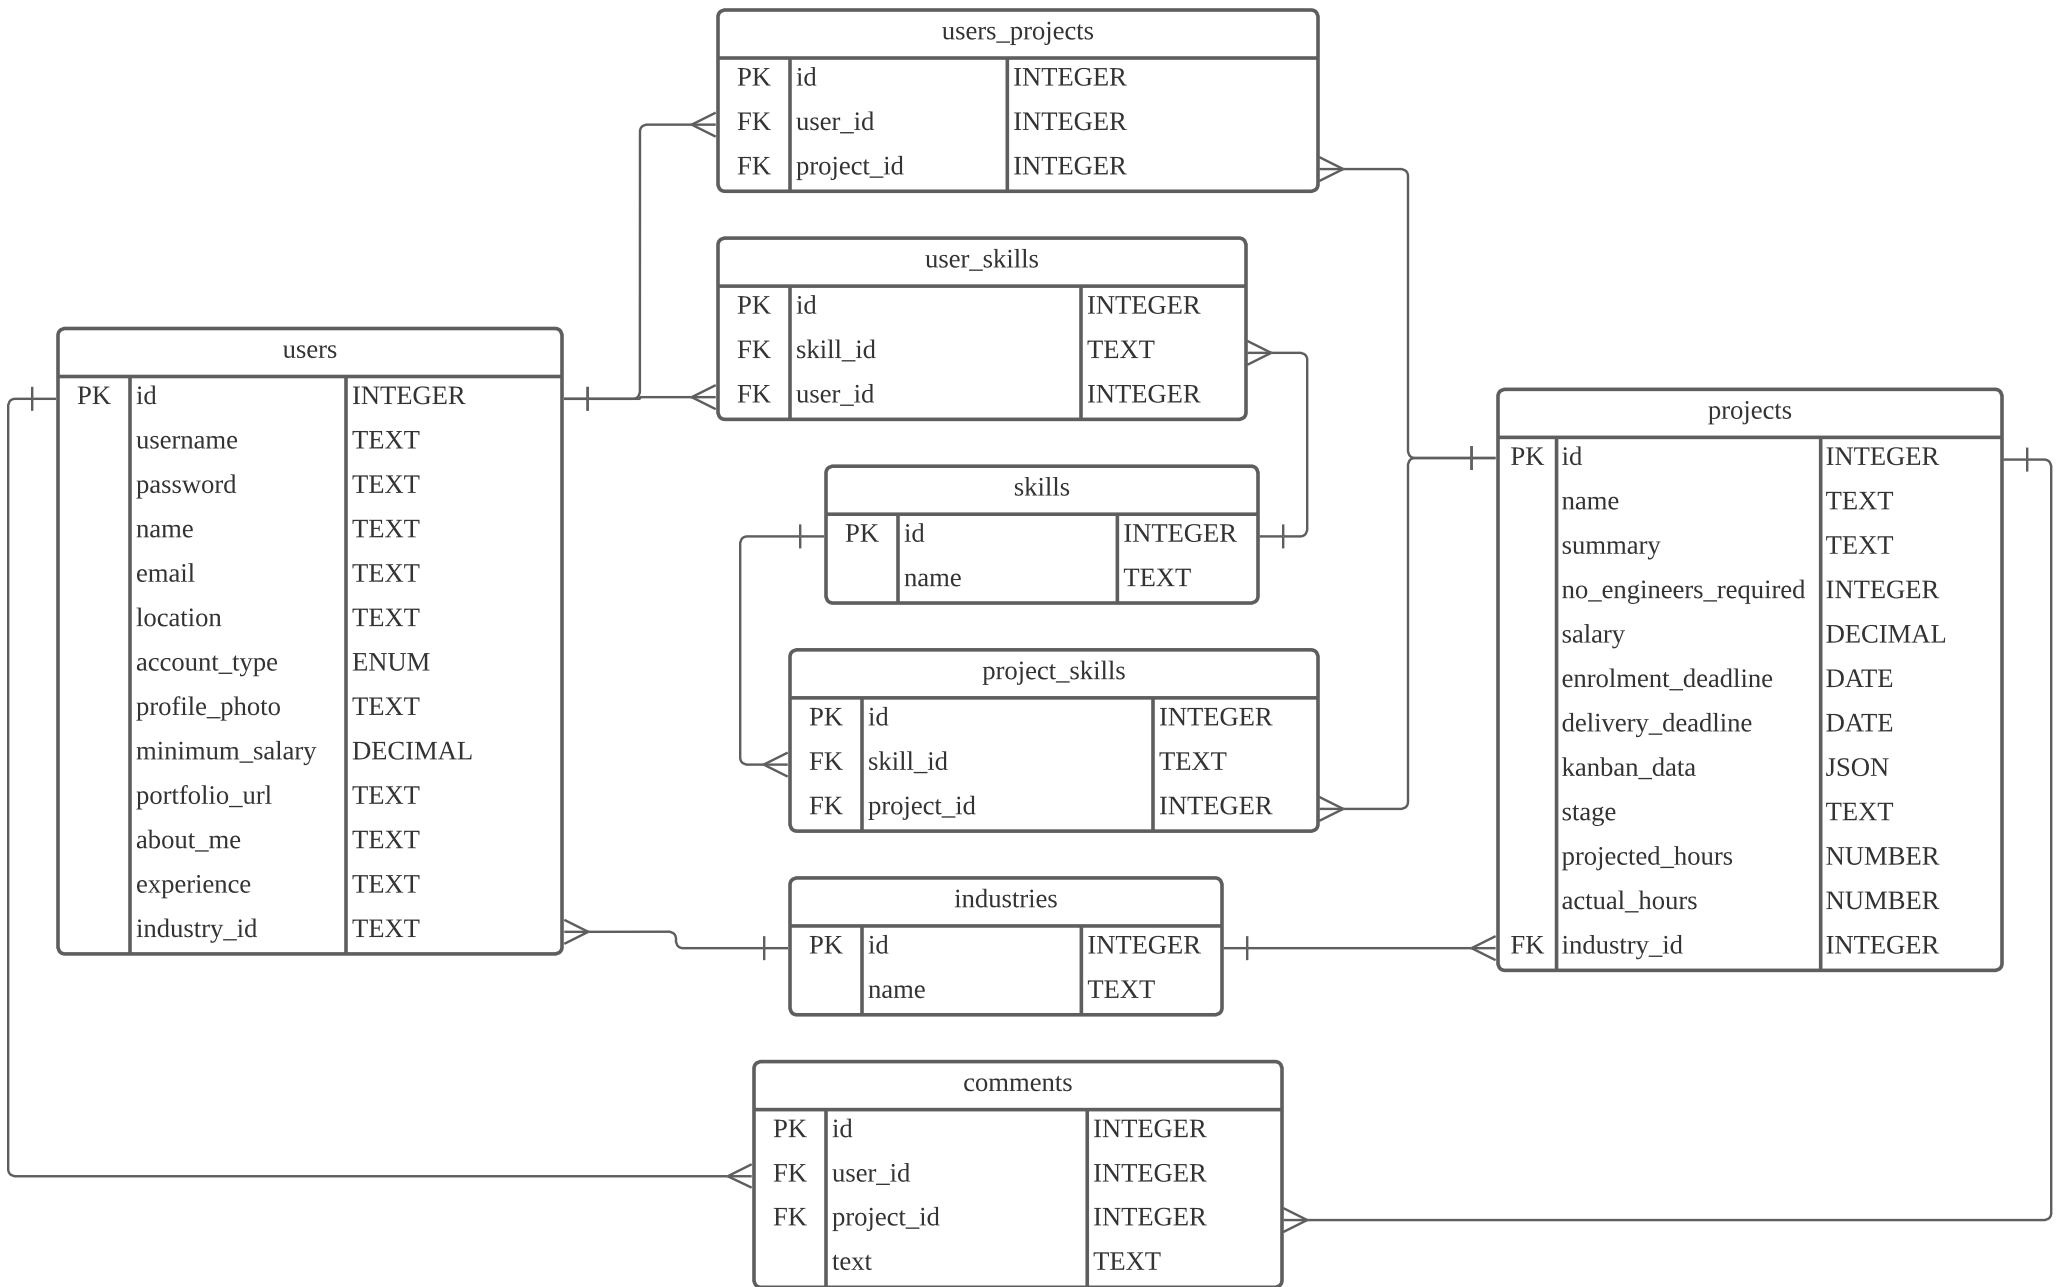 users_projects
PK id INTEGER
FK user_id INTEGER
FK project_id INTEGER
user_skills
PK id INTEGER
FK skill_id TEXT
FK user_id INTEGER
users
PK id INTEGER
username TEXT
password TEXT
name TEXT
email TEXT
location TEXT
account_type ENUM
profile_photo TEXT
minimum_salary DECIMAL
portfolio_url TEXT
about_me TEXT
experience TEXT
industry_id TEXT
skills
PK id INTEGER
name TEXT
project_skills
PK id INTEGER
FK skill_id TEXT
FK project_id INTEGER
industries
PK id INTEGER
name TEXT
projects
PK id INTEGER
name TEXT
summary TEXT
no_engineers_required INTEGER
salary DECIMAL
enrolment_deadline DATE
delivery_deadline DATE
kanban_data JSON
stage TEXT
projected_hours NUMBER
actual_hours NUMBER
FK industry_id INTEGER
comments
PK id INTEGER
FK user_id INTEGER
FK project_id INTEGER
text TEXT